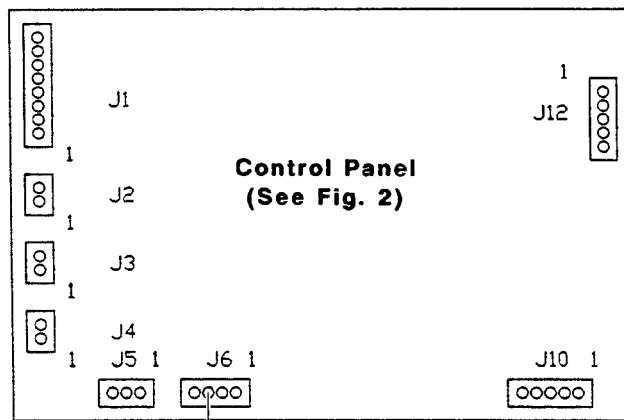 J1
1
J12
1
Control Panel
(See Fig. 2)
J2
1
J3
1
J4
1
J5 1
J6 1
J10 1